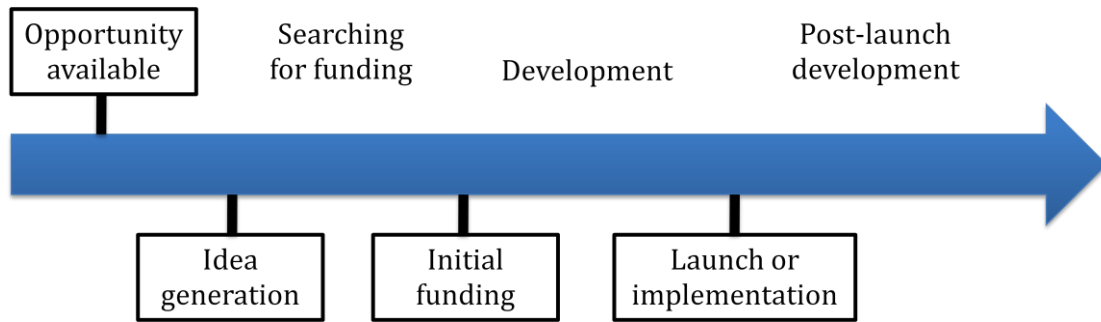 Opportunity
available
Searching
for funding
Development
Post-launch
development
Idea
generation
Initial
funding
Launch or
implementation